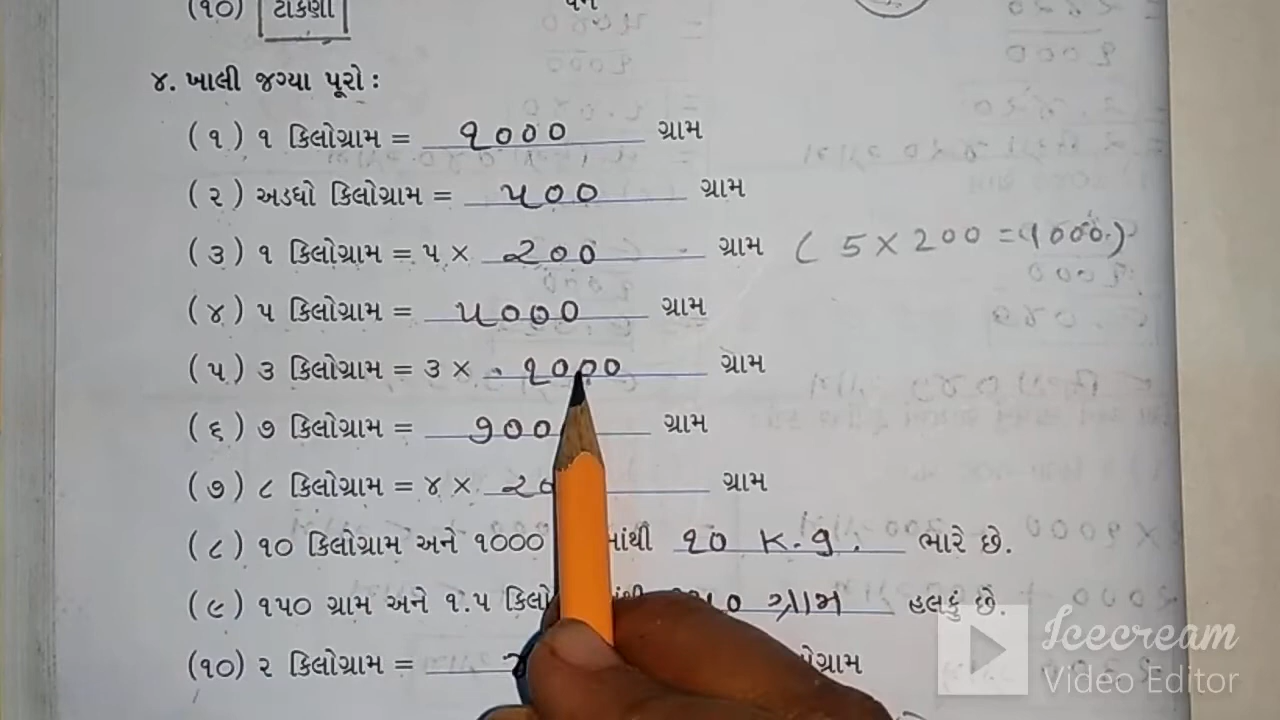 (૧૦) ટાંકણી
૪. ખાલી જગ્યા પૂરો :
(૧) ૧ કિલોગ્રામ = ૧૦૦૦ ગ્રામ
(૨) અડધો કિલોગ્રામ = ૫૦૦ ગ્રામ
(૩) ૧ કિલોગ્રામ = ૫ × ૨૦૦ ગ્રામ ( 5 X 200 = 1000 )
(૪) ૫ કિલોગ્રામ = ૫૦૦૦ ગ્રામ
(૫) ૩ કિલોગ્રામ = ૩ × ૧૦૦૦ ગ્રામ
(૬) ૭ કિલોગ્રામ = ગ્રામ
(૭) ૮ કિલોગ્રામ = ૪ × ગ્રામ
(૮) ૧૦ કિલોગ્રામ અને ૧૦૦૦ ૧૦ K.g. ભારે છે.
(૯) ૧૫૦ ગ્રામ અને ૧.૫ ગ્રામ હલકું છે.
(૧૦) ૨ કિલોગ્રામ =
Icecream
Video Editor